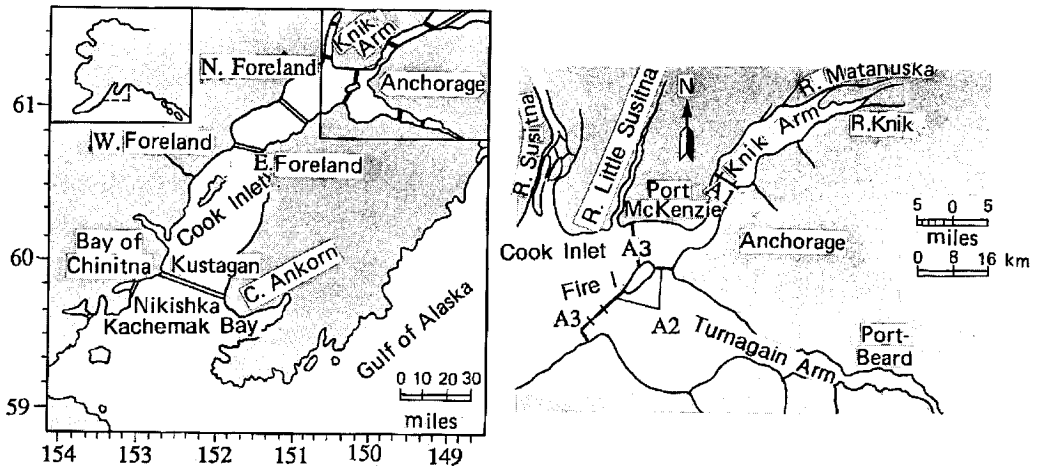 N. Foreland
Knik
Arm
Anchorage
61
W. Foreland
E. Foreland
Cook Inlet
60
Bay of
Chinitna
Kustagan
C. Ankorn
Nikishka
Kachemak Bay
Gulf of Alaska
0 10 20 30
miles
59
154 153 152 151 150 149
R. Susitna
R. Little Susitna
N
R. Matanuska
R. Knik
Knik Arm
A1
Port
McKenzie
Anchorage
5 0 5
miles
0 8 16 km
Cook Inlet
A3
Fire I
A3
A2
Turnagain Arm
Port-
Beard